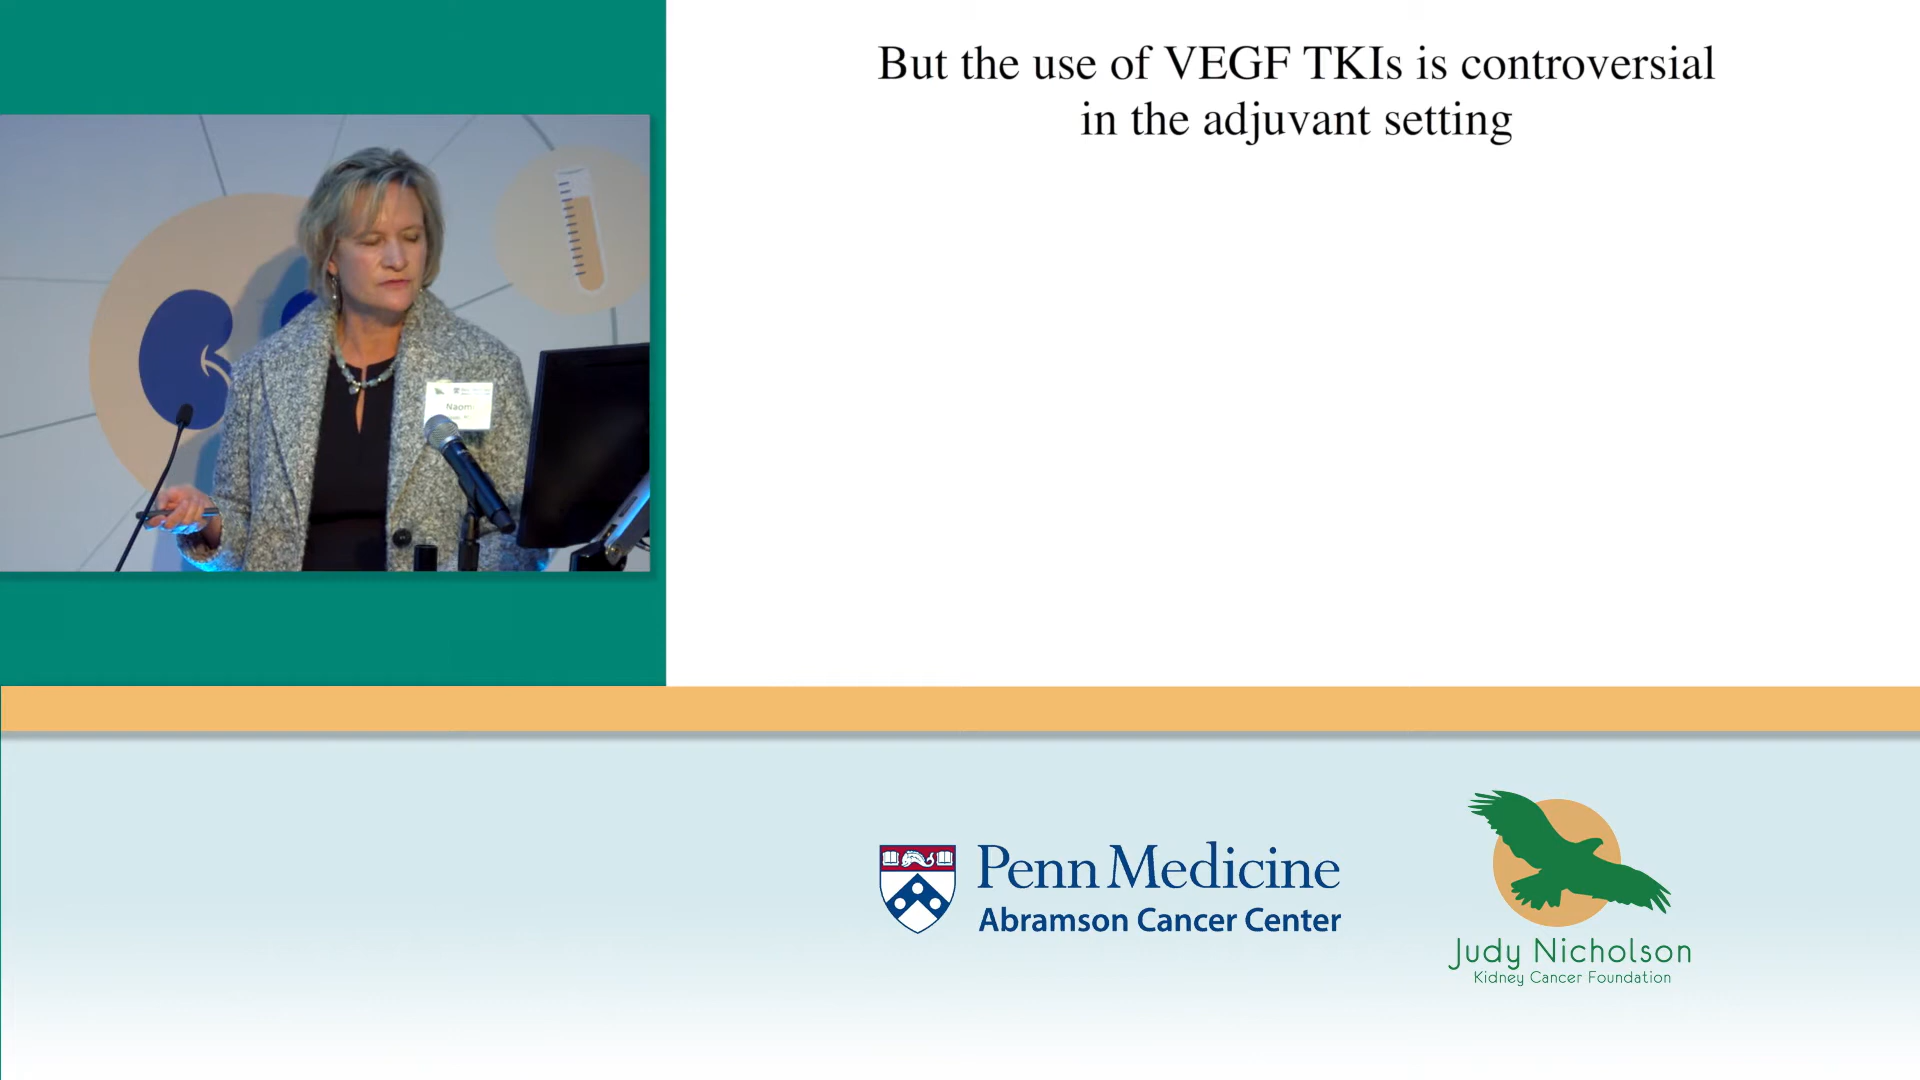 But the use of VEGF TKIs is controversial
in the adjuvant setting
Naom
Penn Medicine
Abramson Cancer Center
Judy Nicholson
Kidney Cancer Foundation